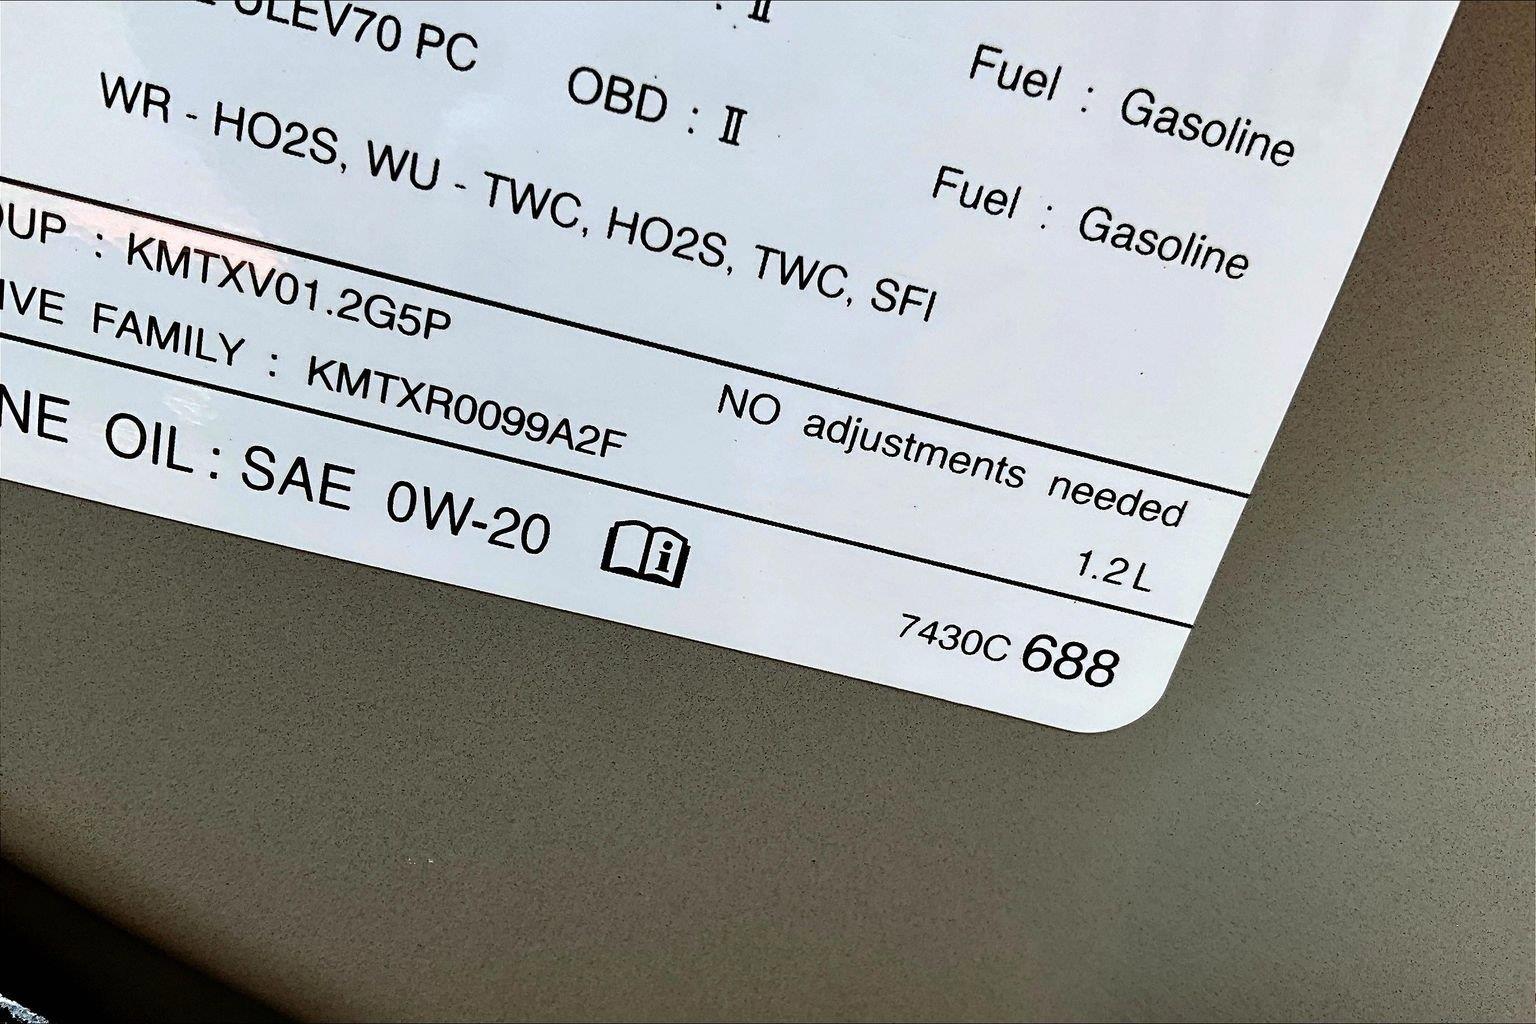 : II Fuel : Gasoline
ULEV70 PC OBD : II Fuel : Gasoline
WR - HO2S, WU - TWC, HO2S, TWC, SFI
OUP : KMTXV01.2G5P NO adjustments needed
IVE FAMILY : KMTXR0099A2F 1.2 L
NE OIL : SAE 0W-20 7430C 688